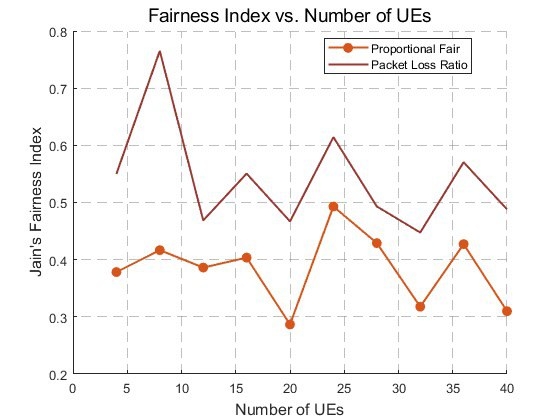 Fairness Index vs. Number of UEs
Proportional Fair
Packet Loss Ratio
Jain's Fairness Index
0.8
0.7
0.6
0.5
0.4
0.3
0.2
0 5 10 15 20 25 30 35 40
Number of UEs